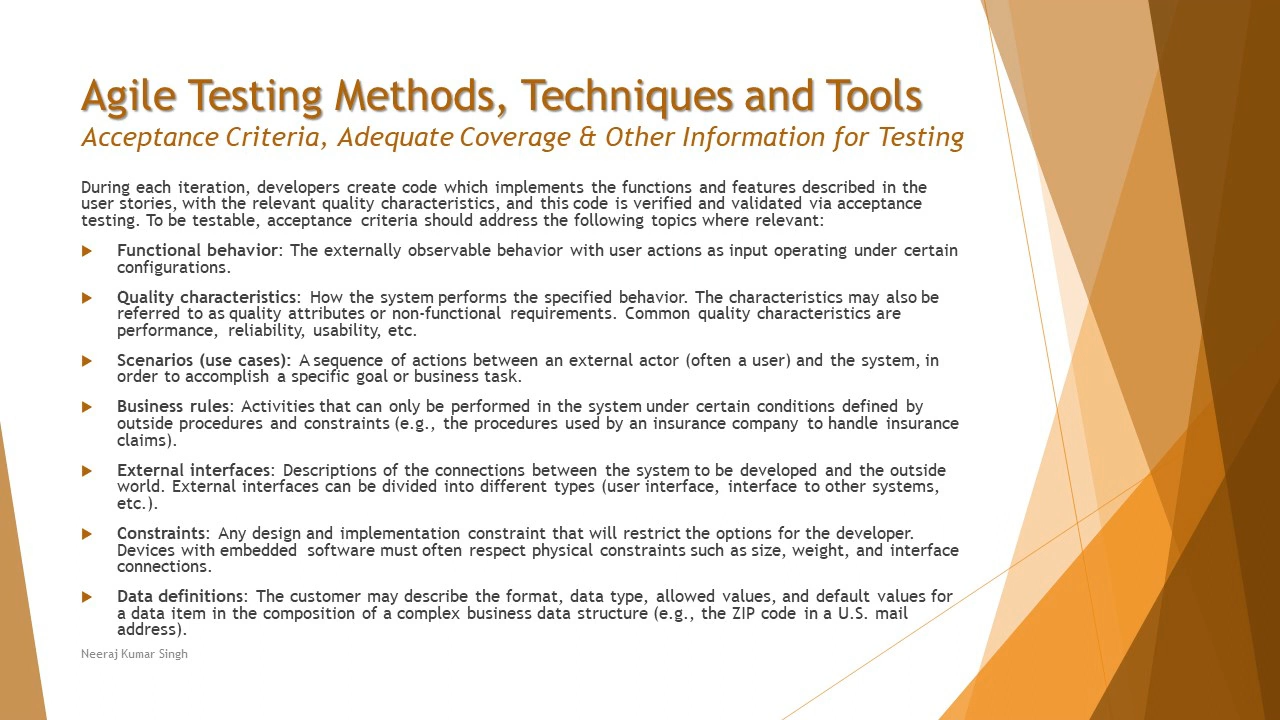 Agile Testing Methods, Techniques and Tools
Acceptance Criteria, Adequate Coverage & Other Information for Testing
During each iteration, developers create code which implements the functions and features described in the
user stories, with the relevant quality characteristics, and this code is verified and validated via acceptance
testing. To be testable, acceptance criteria should address the following topics where relevant:
Functional behavior: The externally observable behavior with user actions as input operating under certain
configurations.
Quality characteristics: How the system performs the specified behavior. The characteristics may also be
referred to as quality attributes or non-functional requirements. Common quality characteristics are
performance, reliability, usability, etc.
Scenarios (use cases): A sequence of actions between an external actor (often a user) and the system, in
order to accomplish a specific goal or business task.
Business rules: Activities that can only be performed in the system under certain conditions defined by
outside procedures and constraints (e.g., the procedures used by an insurance company to handle insurance
claims).
External interfaces: Descriptions of the connections between the system to be developed and the outside
world. External interfaces can be divided into different types (user interface, interface to other systems,
etc.).
Constraints: Any design and implementation constraint that will restrict the options for the developer.
Devices with embedded software must often respect physical constraints such as size, weight, and interface
connections.
Data definitions: The customer may describe the format, data type, allowed values, and default values for
a data item in the composition of a complex business data structure (e.g., the ZIP code in a U.S. mail
address).
Neeraj Kumar Singh